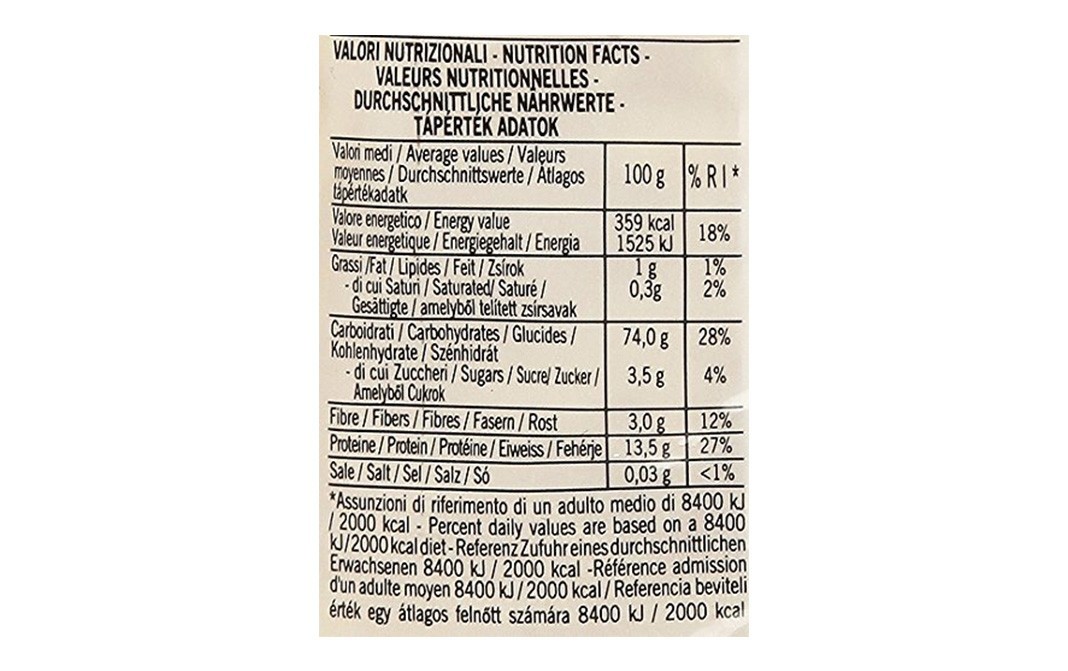 VALORI NUTRIZIONALI - NUTRITION FACTS -
VALEURS NUTRITIONNELLES -
DURCHSCHNITTLICHE NÄHRWERTE -
TÁPÉRTÉK ADATOK
Valori medi / Average values / Valeurs
moyennes / Durchschnittswerte / Átlagos
tápértékadatk
100 g
% R I *
Valore energetico / Energy value
Valeur energetique / Energiegehalt / Energia
359 kcal
1525 kJ
18%
Grassi /Fat / Lipides / Feit / Zsírok
1 g
1%
- di cui Saturi / Saturated/ Saturé /
Gesättigte / amelyből telített zsírsavak
0,3g
2%
Carboidrati / Carbohydrates / Glucides /
Kohlenhydrate / Szénhidrát
74,0 g
28%
- di cui Zuccheri / Sugars / Sucre/ Zucker /
Amelyből Cukrok
3,5 g
4%
Fibre / Fibers / Fibres / Fasern / Rost
3,0 g
12%
Proteine / Protein / Protéine / Eiweiss / Fehérje
13,5 g
27%
Sale / Salt / Sel / Salz / Só
0,03 g
<1%
*Assunzioni di riferimento di un adulto medio di 8400 kJ
/ 2000 kcal - Percent daily values are based on a 8400
kJ/2000 kcal diet - Referenz Zufuhr eines durchschnittlichen
Erwachsenen 8400 kJ / 2000 kcal -Référence admission
d'un adulte moyen 8400 kJ / 2000 kcal / Referencia beviteli
érték egy átlagos felnőtt számára 8400 kJ / 2000 kcal